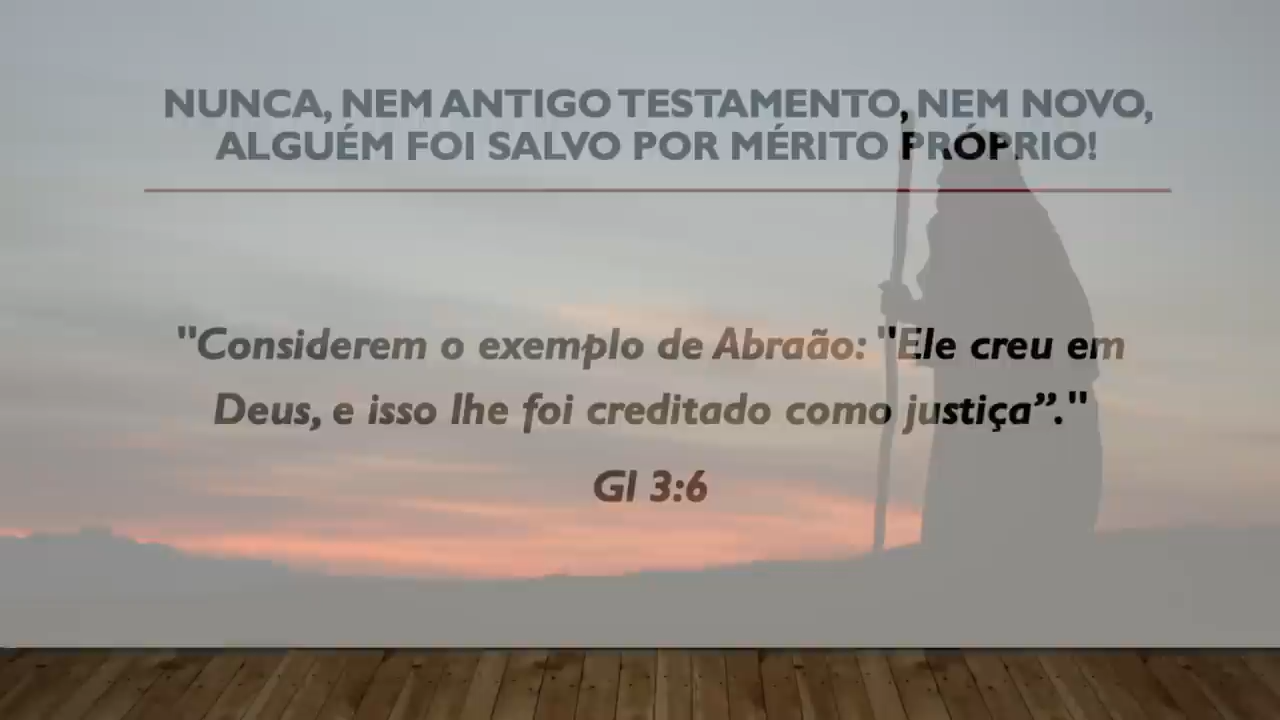 NUNCA, NEM ANTIGO TESTAMENTO, NEM NOVO,
ALGUÉM FOI SALVO POR MÉRITO PRÓPRIO!
"Considerem o exemplo de Abraão: "Ele creu em
Deus, e isso lhe foi creditado como justiça”."
Gl 3:6